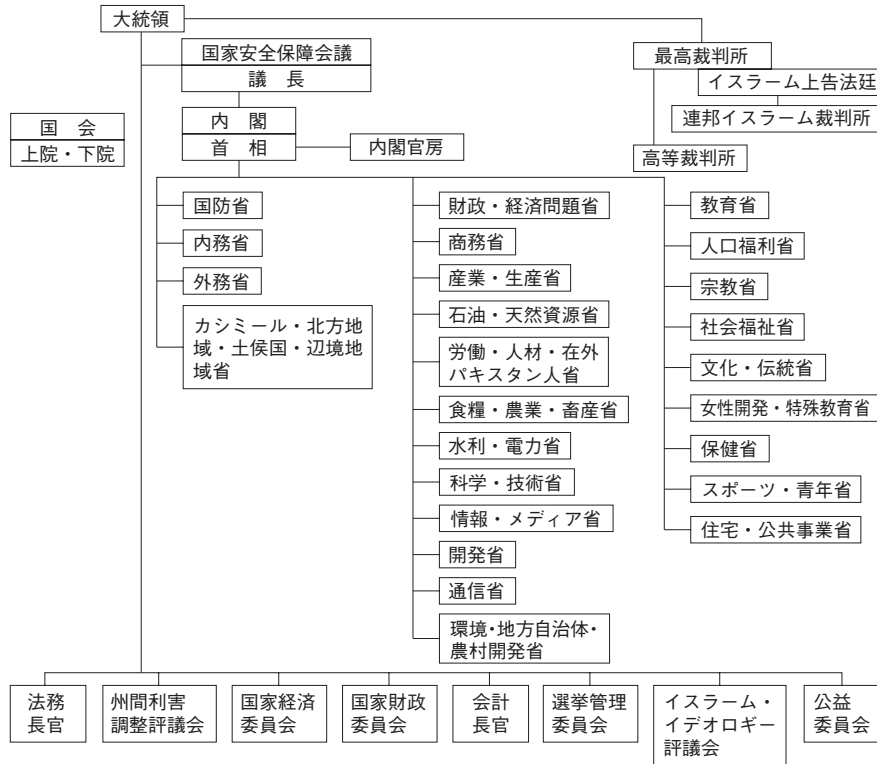 大統領
国家安全保障会議
議　長
最高裁判所
イスラーム上告法廷
連邦イスラーム裁判所
高等裁判所
国　会
上院・下院
内　閣
首　相
内閣官房
国防省
内務省
外務省
カシミール・北方地
域・土侯国・辺境地
域省
財政・経済問題省
商務省
産業・生産省
石油・天然資源省
労働・人材・在外
パキスタン人省
食糧・農業・畜産省
水利・電力省
科学・技術省
情報・メディア省
開発省
通信省
環境・地方自治体・
農村開発省
教育省
人口福利省
宗教省
社会福祉省
文化・伝統省
女性開発・特殊教育省
保健省
スポーツ・青年省
住宅・公共事業省
法務
長官
州間利害
調整評議会
国家経済
委員会
国家財政
委員会
会計
長官
選挙管理
委員会
イスラーム・
イデオロギー
評議会
公益
委員会